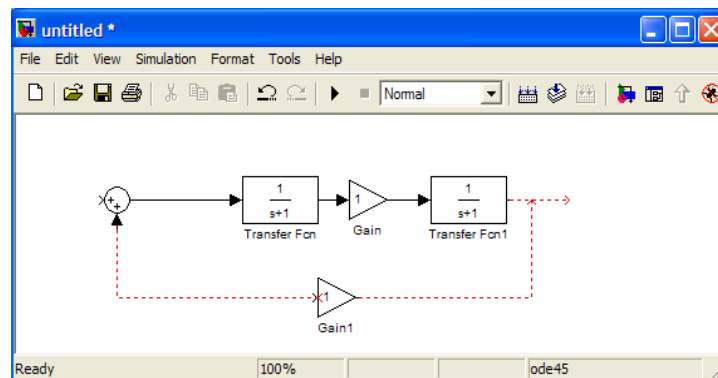 untitled *
File Edit View Simulation Format Tools Help
Normal
+
+
1
s+1
Transfer Fcn
1
Gain
1
s+1
Transfer Fcn1
1
Gain1
Ready 100% ode45